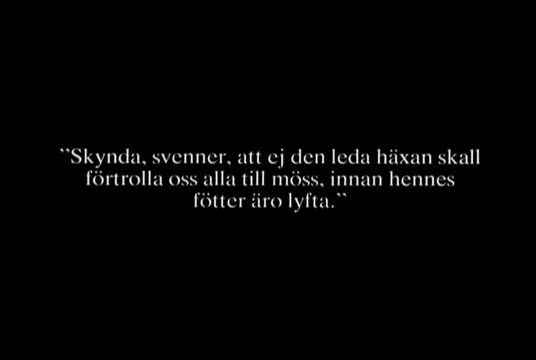 ”Skynda, svenner, att ej den leda häxan skall
förtrolla oss alla till möss, innan hennes
fötter äro lyfta.”